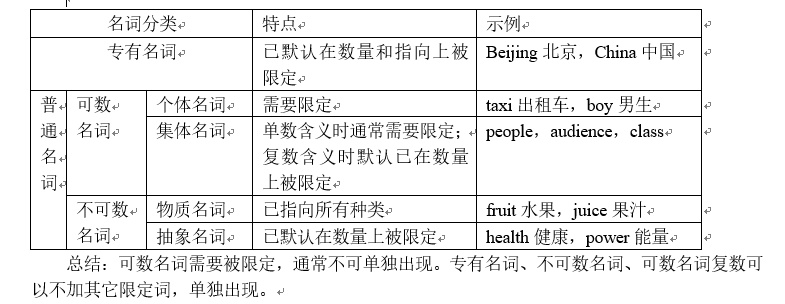 名词分类 特点 示例
专有名词 已默认在数量和指向上被 Beijing 北京，China 中国
限定
普 可数 个体名词 需要限定 taxi 出租车，boy 男生
通 名词 集体名词 单数含义时通常需要限定； people，audience，class
名 复数含义时默认已在数量
词 上被限定
不可数 物质名词 已指向所有种类 fruit 水果，juice 果汁
名词 抽象名词 已默认在数量上被限定 health 健康，power 能量
总结：可数名词需要被限定，通常不可单独出现。专有名词、不可数名词、可数名词复数可
以不加其它限定词，单独出现。